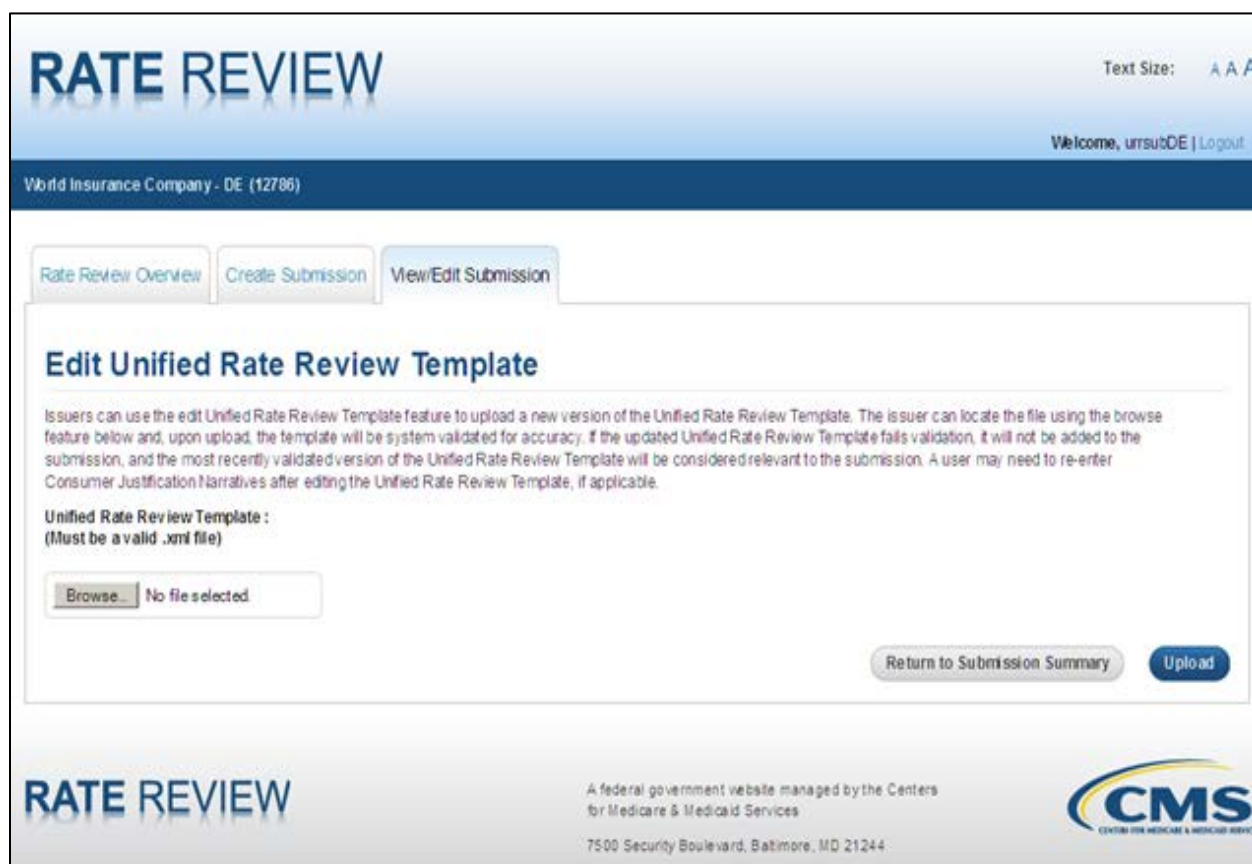 RATE REVIEW
Text Size: A A A
Welcome, urrsubDE | Logout
World Insurance Company - DE (12786)
Rate Review Overview
Create Submission
View/Edit Submission
Edit Unified Rate Review Template
Issuers can use the edit Unified Rate Review Template feature to upload a new version of the Unified Rate Review Template. The issuer can locate the file using the browse
feature below and, upon upload, the template will be system validated for accuracy. If the updated Unified Rate Review Template fails validation, it will not be added to the
submission, and the most recently validated version of the Unified Rate Review Template will be considered relevant to the submission. A user may need to re-enter
Consumer Justification Narratives after editing the Unified Rate Review Template, if applicable.
Unified Rate Review Template :
(Must be a valid .xml file)
Browse... No file selected.
Return to Submission Summary
Upload
RATE REVIEW
A federal government website managed by the Centers
for Medicare & Medicaid Services
7500 Security Boulevard, Baltimore, MD 21244
CMS
CENTERS FOR MEDICARE & MEDICAID SERVIC